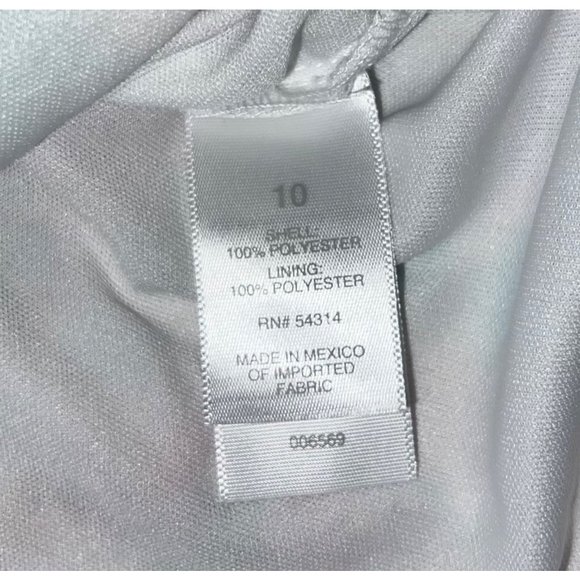 10
SHELL:
100% POLYESTER
LINING:
100% POLYESTER
RN# 54314
MADE IN MEXICO
OF IMPORTED
FABRIC
006569